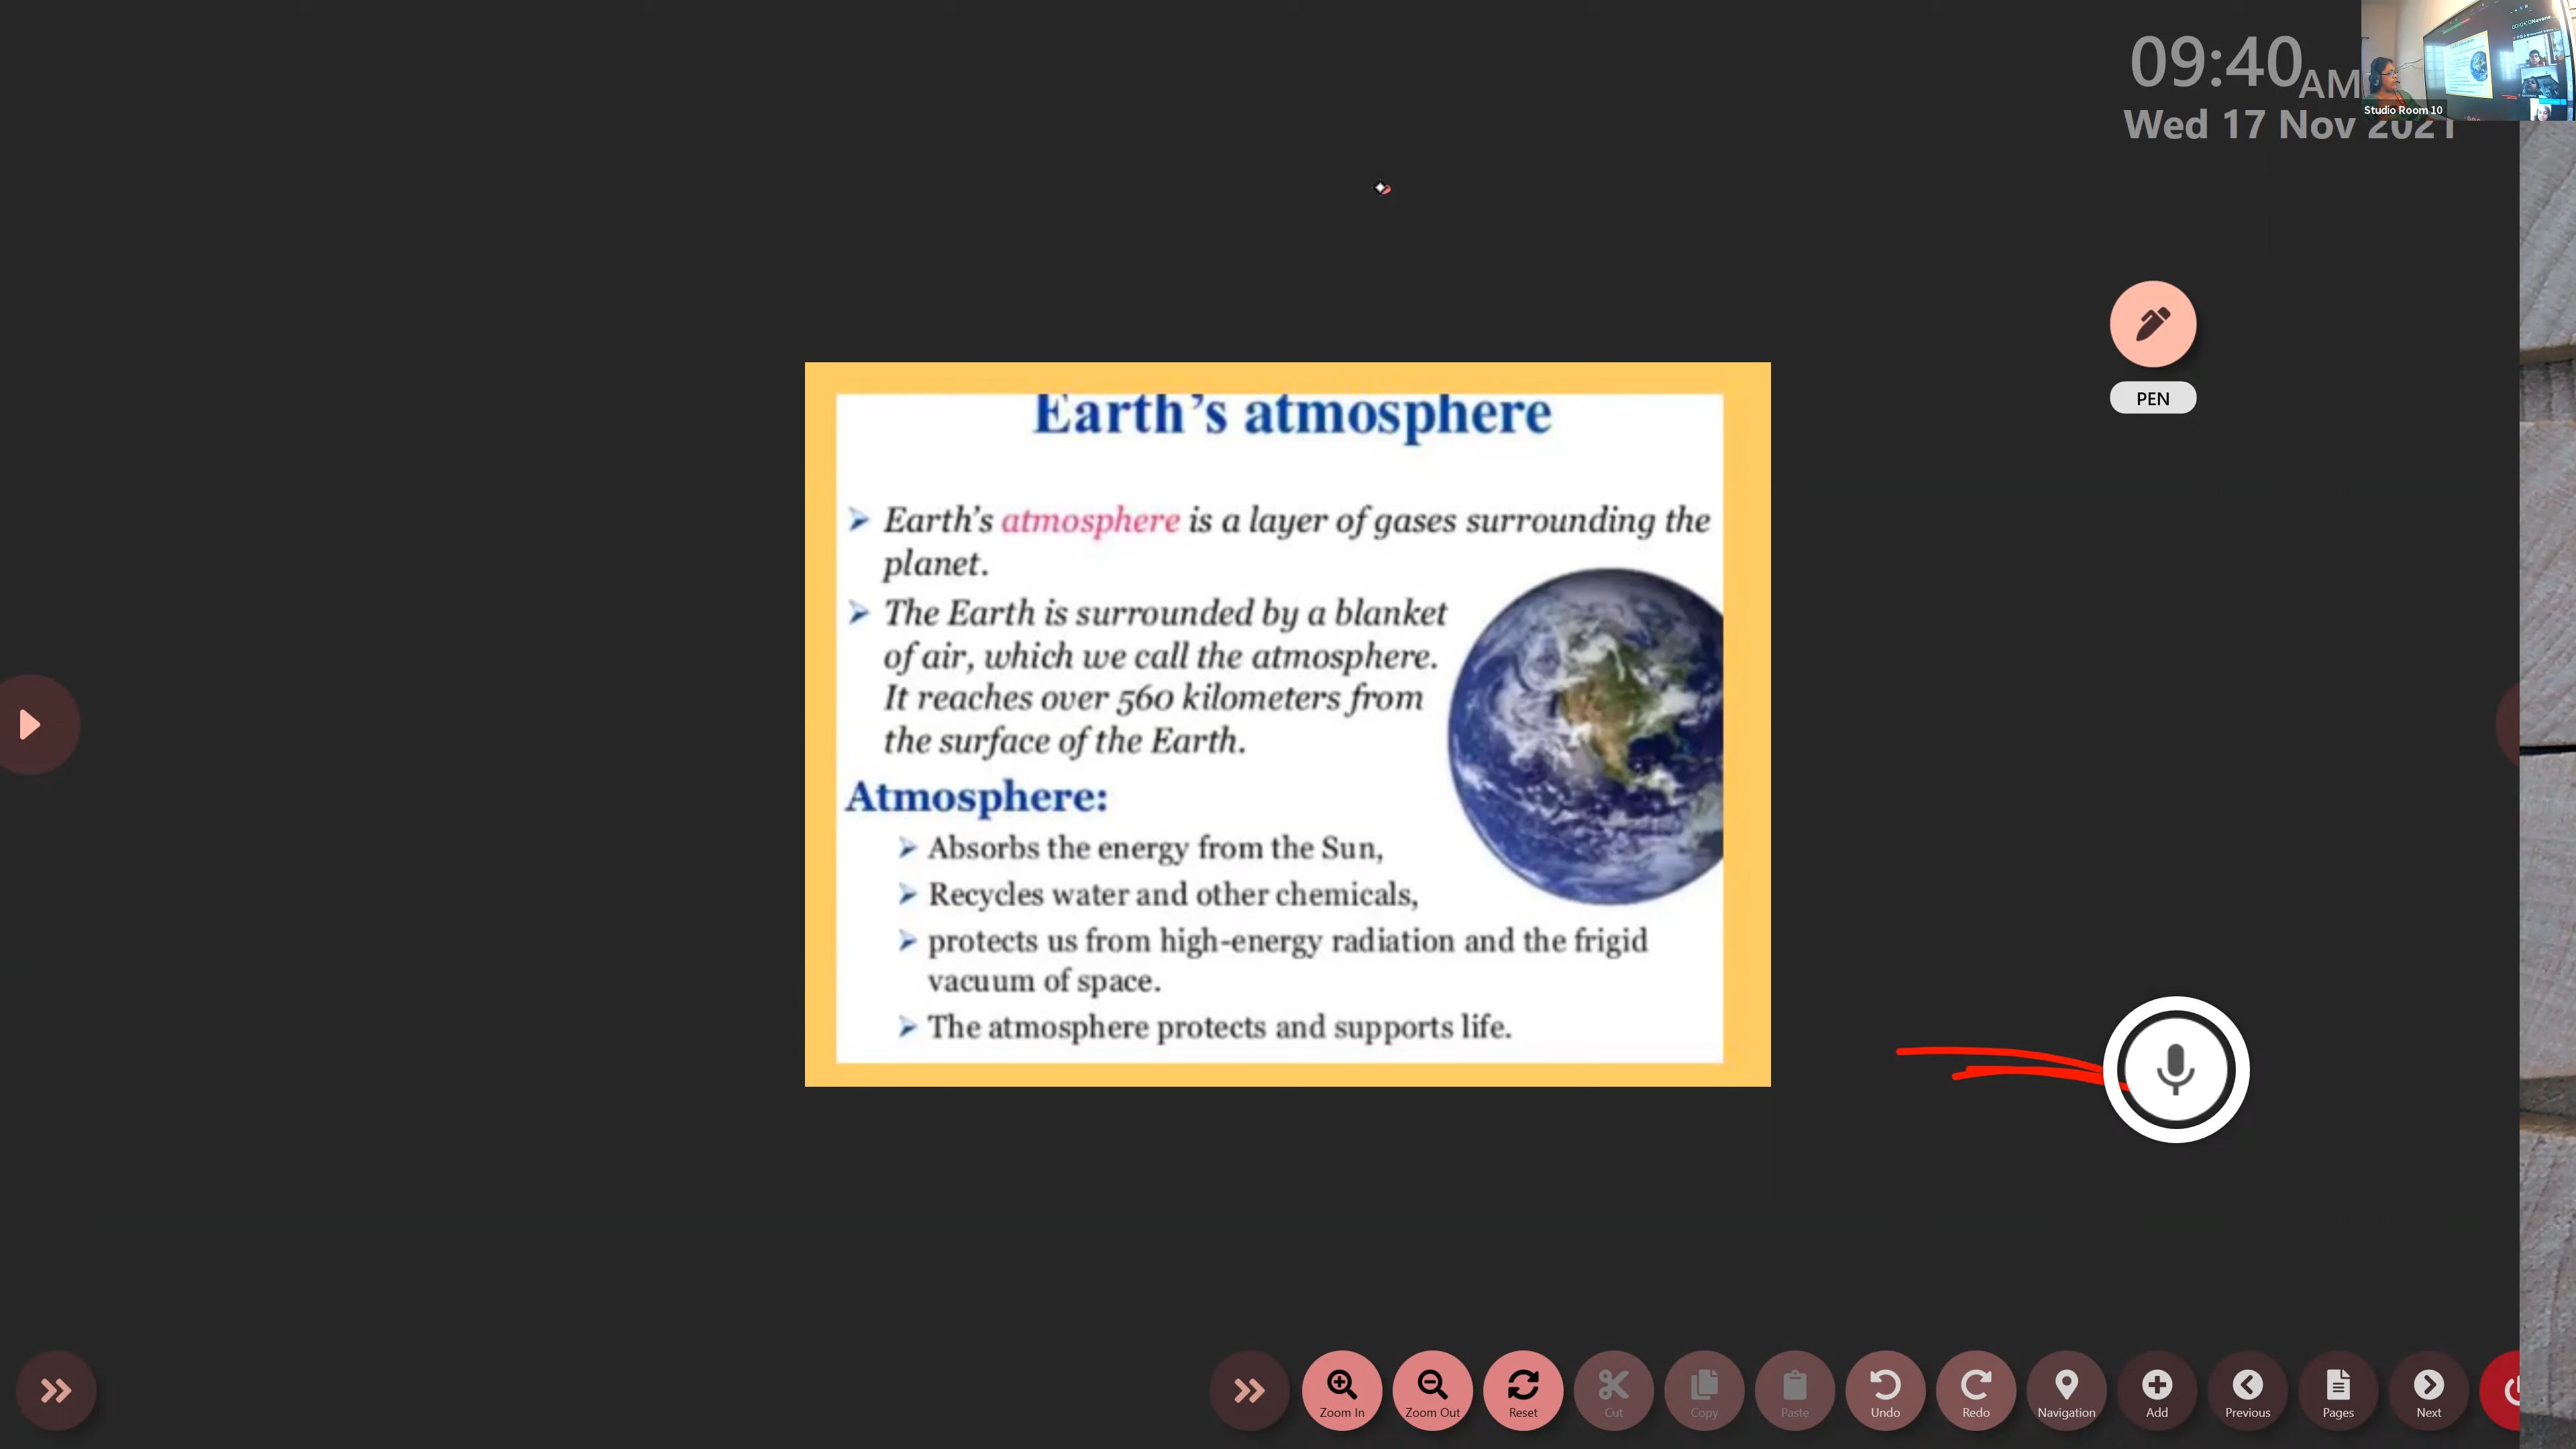 09:40AM
Wed 17 Nov 2021
Studio Room 10
PEN
Earth's atmosphere
Earth's atmosphere is a layer of gases surrounding the
planet.
The Earth is surrounded by a blanket
of air, which we call the atmosphere.
It reaches over 560 kilometers from
the surface of the Earth.
Atmosphere:
Absorbs the energy from the Sun,
Recycles water and other chemicals,
protects us from high-energy radiation and the frigid
vacuum of space.
The atmosphere protects and supports life.
Zoom In
Zoom Out
Reset
Cut
Copy
Paste
Undo
Redo
Navigation
Add
Previous
Pages
Next